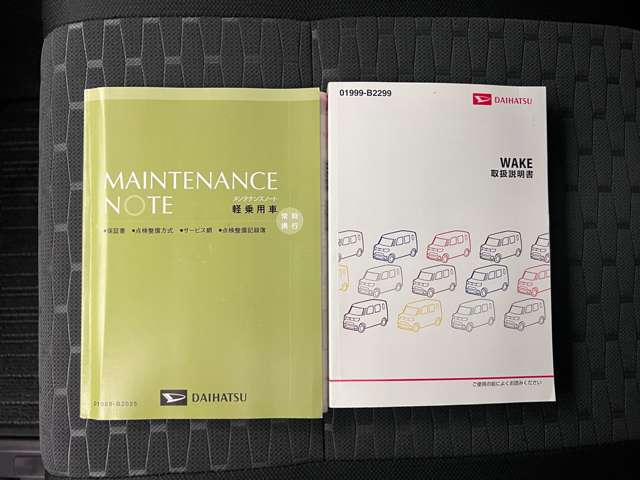 MAINTENANCE
NOTE
メンテナンスノート
軽乗用車
常時
携行
●保証書 ●点検整備方式 ●サービス網 ●点検整備記録簿
DAIHATSU
01999-B2299
DAIHATSU
WAKE
取扱説明書
ご使用の前によくお読みください